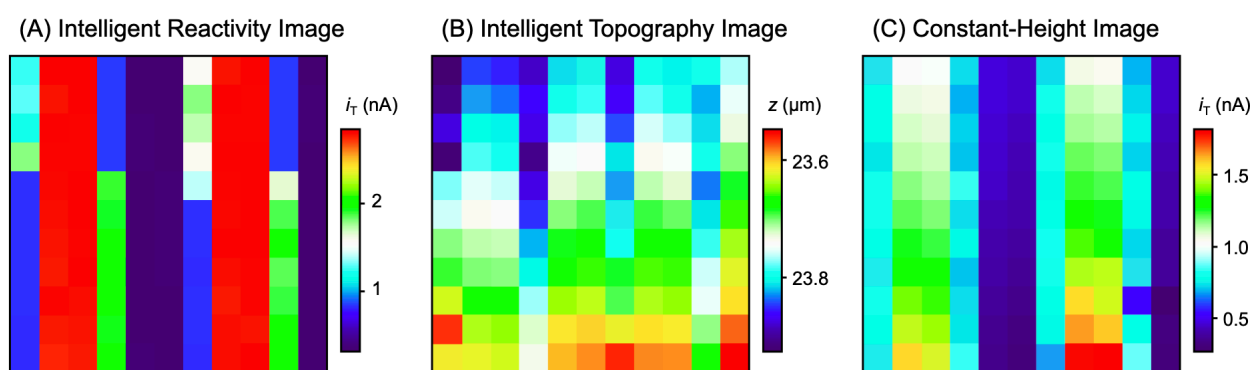 (A) Intelligent Reactivity Image
(B) Intelligent Topography Image
(C) Constant-Height Image
iT (nA)
2
1
z (µm)
23.6
23.8
iT (nA)
1.5
1.0
0.5